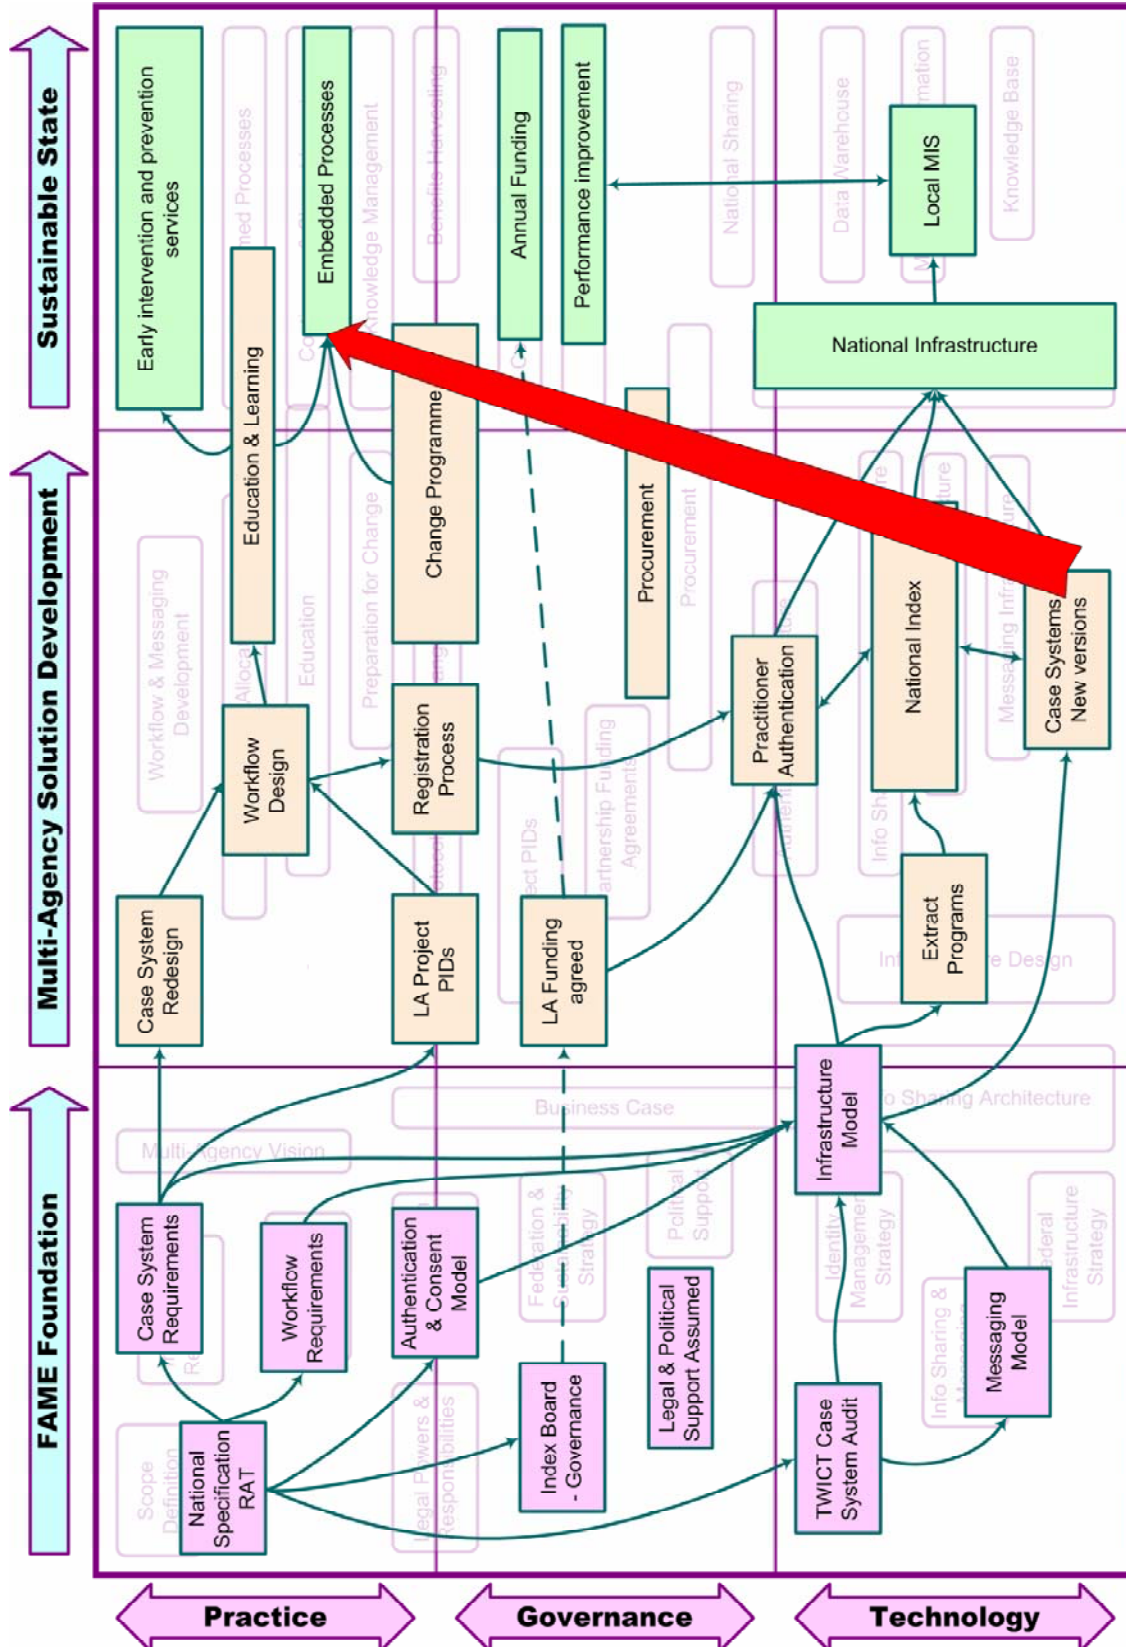 Sustainable State
Multi-Agency Solution Development
FAME Foundation
Practice
Governance
Technology
Early intervention and prevention
services
Embedded Processes
Education & Learning
Change Programme
Annual Funding
Performance improvement
Local MIS
National Infrastructure
Procurement
Workflow
Design
Registration
Process
Practitioner
Authentication
National Index
Case Systems
New versions
Case System
Redesign
LA Project
PIDs
LA Funding
agreed
Extract
Programs
Case System
Requirements
Workflow
Requirements
Authentication
& Consent
Model
Infrastructure
Model
National
Specification
RAT
Index Board
- Governance
Legal & Political
Support Assumed
TWICT Case
System Audit
Messaging
Model
Knowledge Management
Benefits Harvesting
National Sharing
Data Warehouse
Knowledge Base
Workflow & Messaging
Development
Education
Preparation for Change
Procurement
Partnership Funding
Agreements
Business Case
Multi-Agency Vision
Sharing Architecture
Federation &
Sustainability
Strategy
Political
Support
Identity
Management
Strategy
Federal
Infrastructure
Strategy
Info Sharing &
Messaging
Scope
Definition
Legal Powers &
Responsibilities